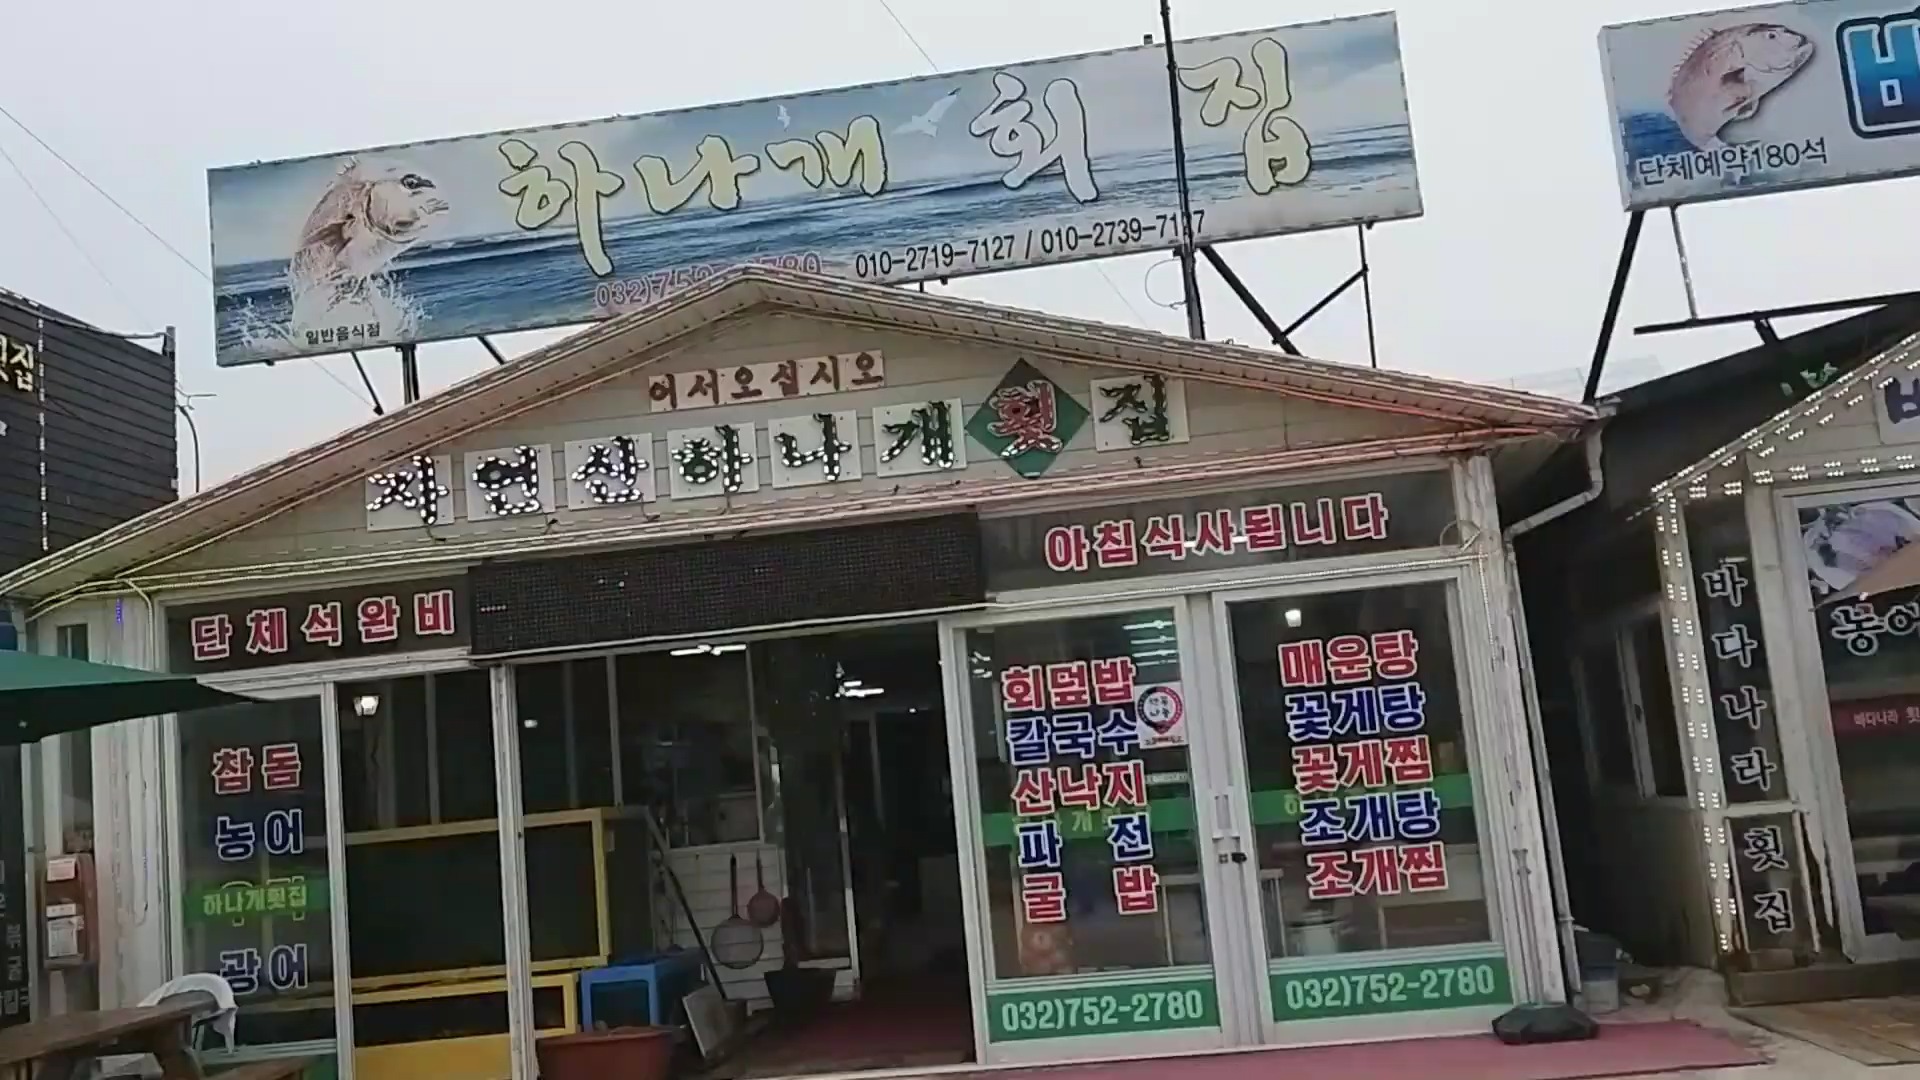 하나개 회 집
010-2719-7127 / 010-2739-7127
일반음식점
단체예약180석
어서오십시오
자연산하나개횟집
아침식사됩니다
단체석완비
참돔
농어
하나개횟집
광어
회덮밥
칼국수
산낙지
파전
굴밥
매운탕
꽃게탕
꽃게찜
조개탕
조개찜
032)752-2780
032)752-2780
바다나라횟집
바다나라